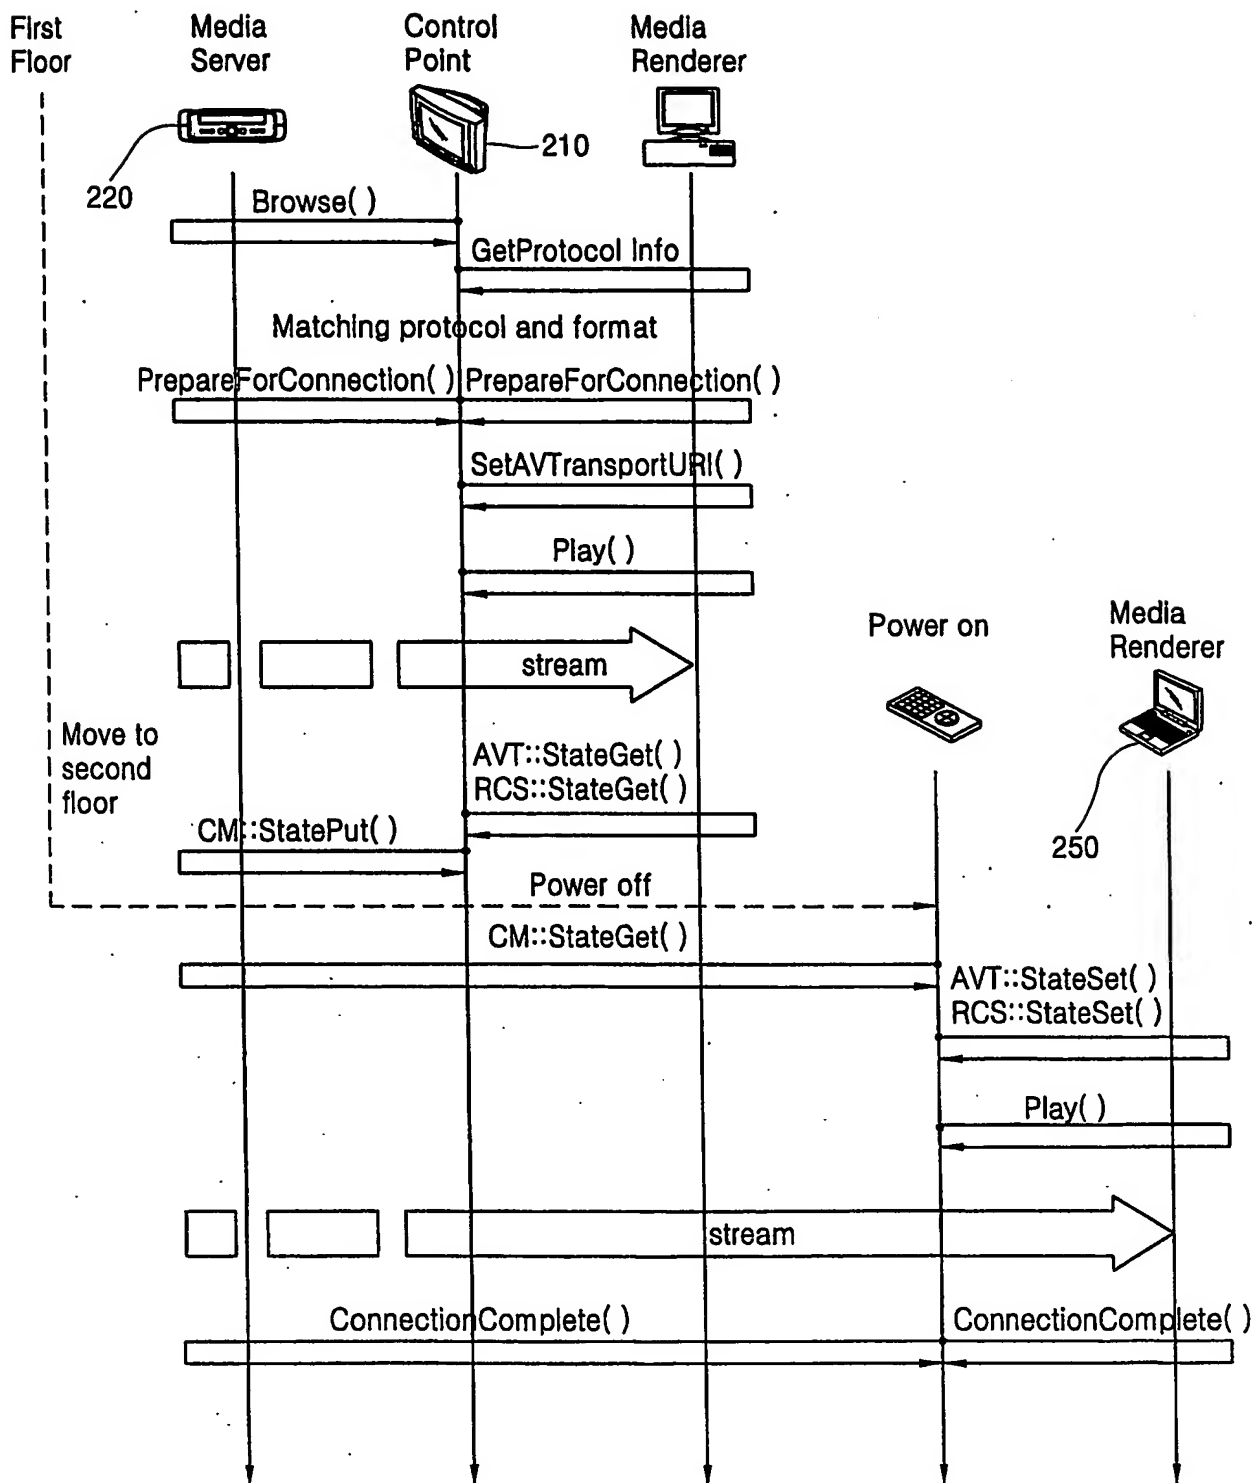 First
Floor
Media
Server
Control
Point
Media
Renderer
220
210
Browse( )
GetProtocol Info
Matching protocol and format
PrepareForConnection( )
PrepareForConnection( )
SetAVTransportURI( )
Play( )
stream
Power on
Media
Renderer
250
Move to
second
floor
AVT::StateGet( )
RCS::StateGet( )
CM::StatePut( )
Power off
CM::StateGet( )
AVT::StateSet( )
RCS::StateSet( )
Play( )
stream
ConnectionComplete( )
ConnectionComplete( )